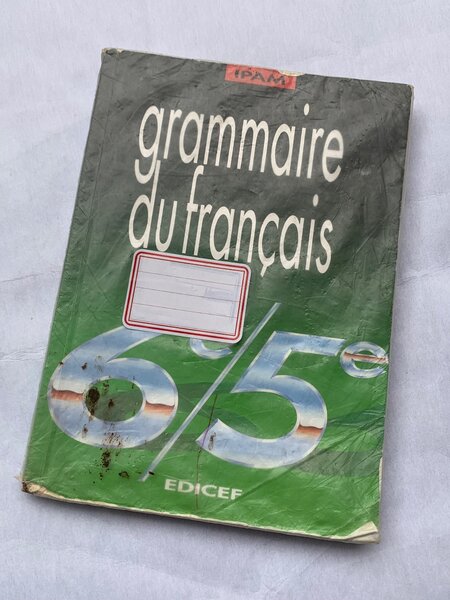 IPAM
grammaire
du français
6e/5e
EDICEF